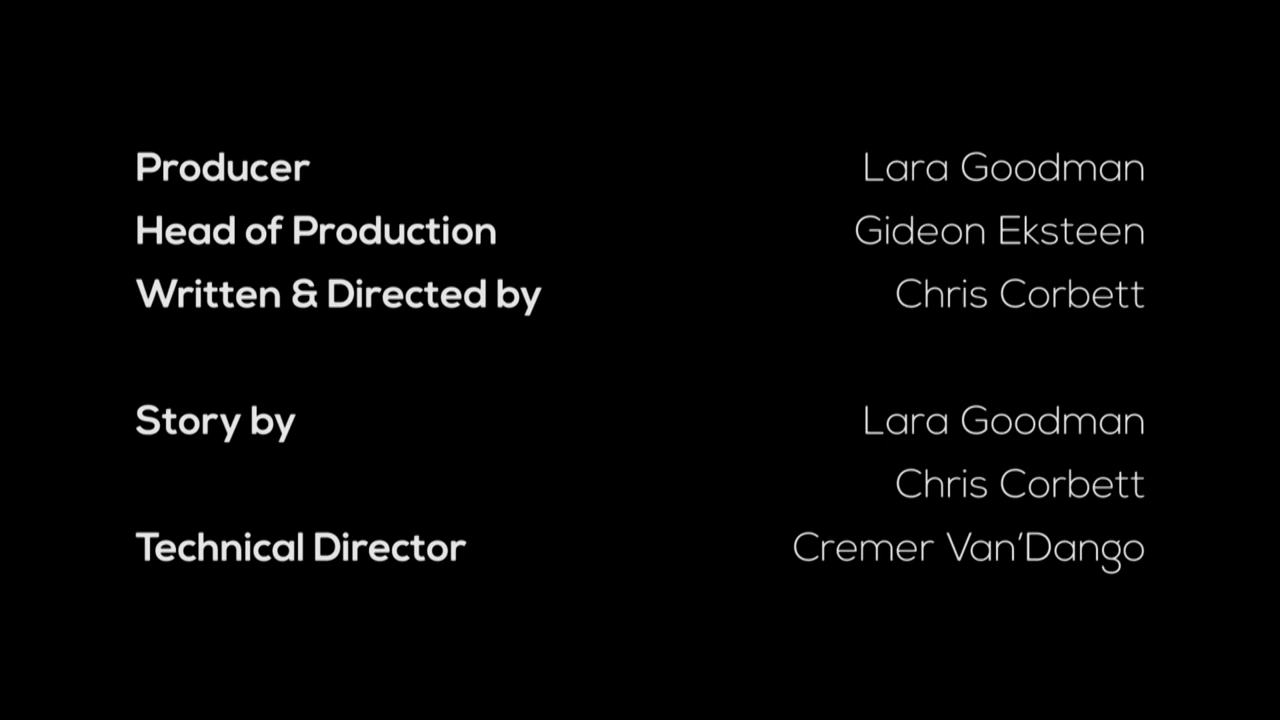 Producer Lara Goodman
Head of Production Gideon Eksteen
Written & Directed by Chris Corbett
Story by Lara Goodman
Chris Corbett
Technical Director Cremer Van'Dango